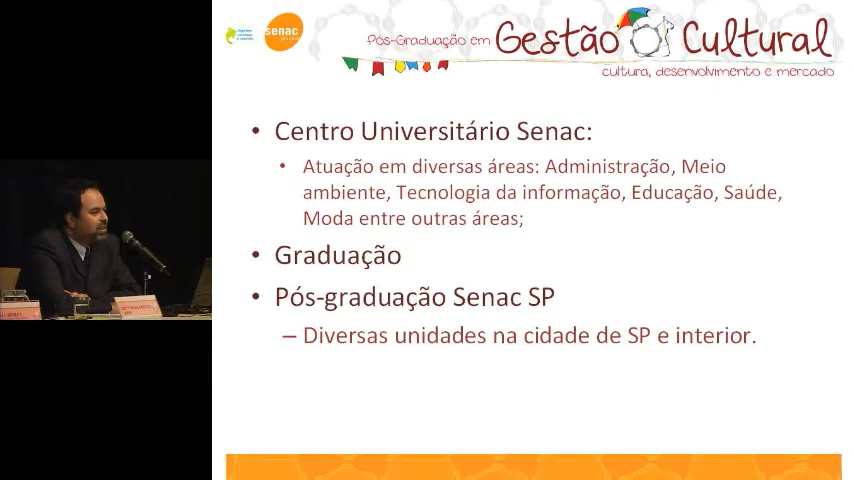 senac
Pós-Graduação em Gestão Cultural
cultura, desenvolvimento e mercado
• Centro Universitário Senac:
• Atuação em diversas áreas: Administração, Meio
ambiente, Tecnologia da informação, Educação, Saúde,
Moda entre outras áreas;
• Graduação
• Pós-graduação Senac SP
– Diversas unidades na cidade de SP e interior.